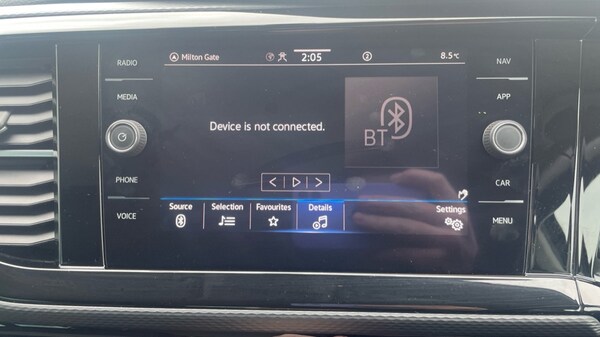 RADIO
MEDIA
PHONE
VOICE
Milton Gate
2:05
2
8.5°C
Device is not connected.
BT
Source
Selection
Favourites
Details
Settings
NAV
APP
CAR
MENU